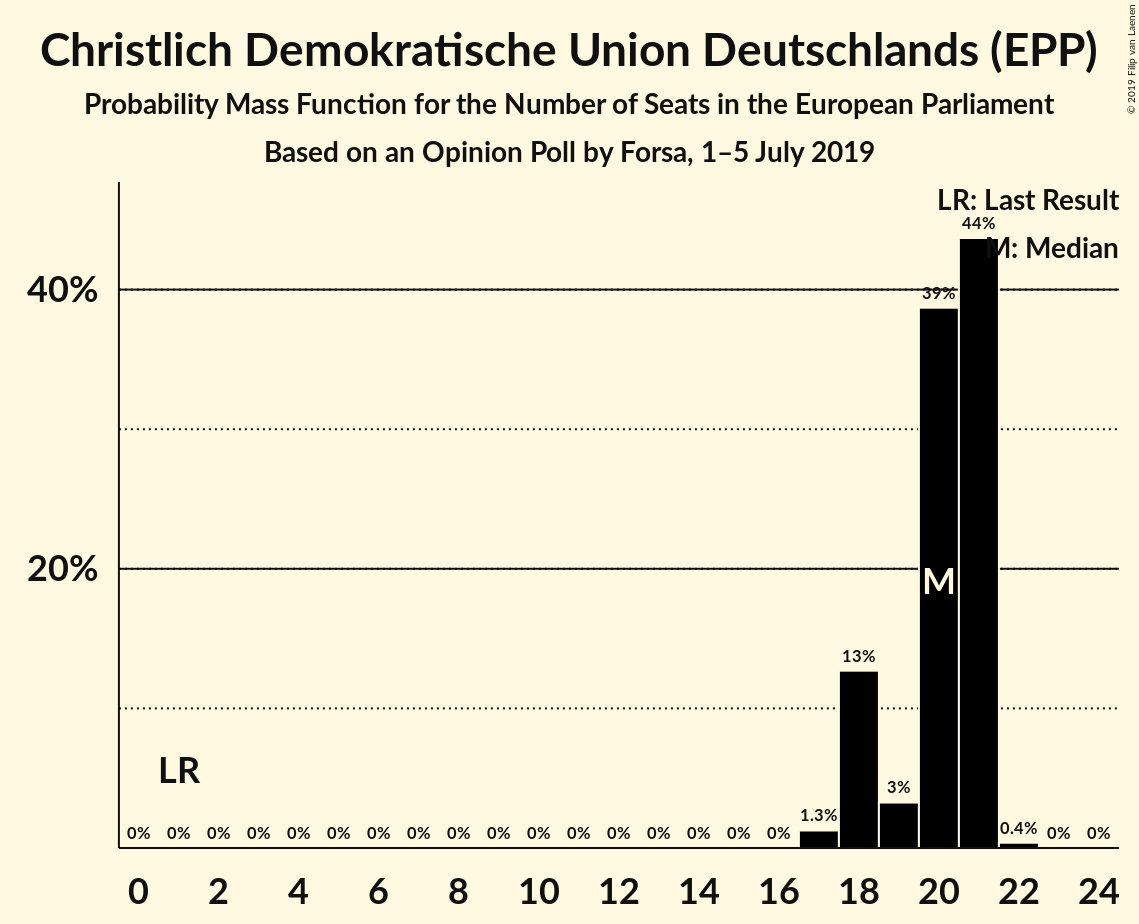 Christlich Demokratische Union Deutschlands (EPP)
Probability Mass Function for the Number of Seats in the European Parliament
Based on an Opinion Poll by Forsa, 1–5 July 2019
© 2019 Filip van Laenen
LR: Last Result
M: Median
44%
40%
39%
20%
M
13%
LR
3%
1.3%
0% 0% 0% 0% 0% 0% 0% 0% 0% 0% 0% 0% 0% 0% 0% 0% 0% 0.4% 0% 0%
0 2 4 6 8 10 12 14 16 18 20 22 24